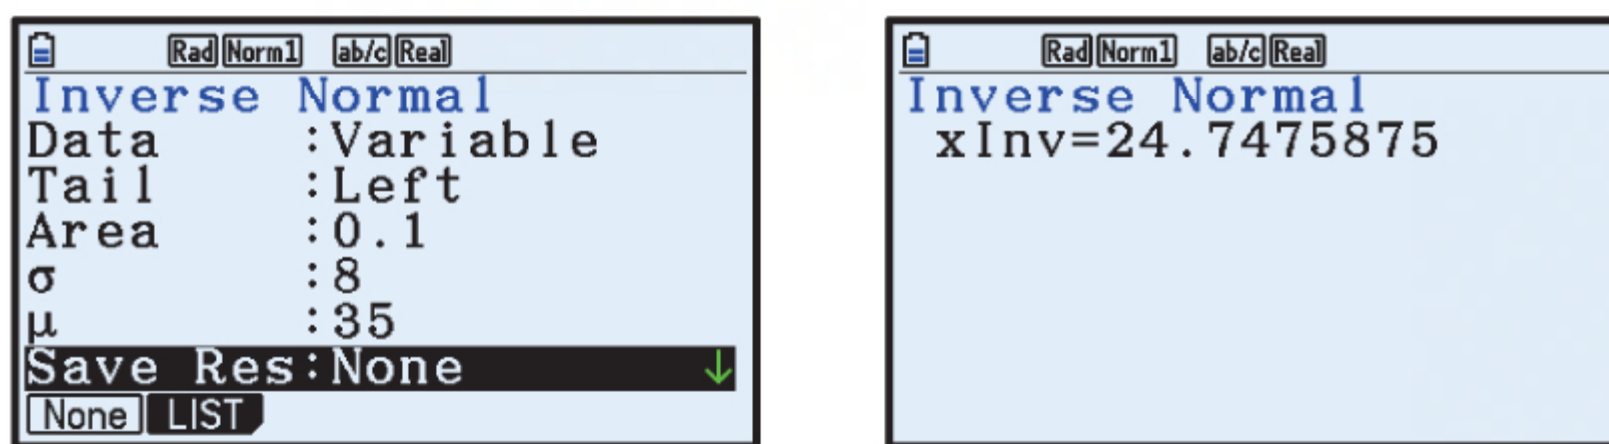 Rad Norm1 ab/c Real
Inverse Normal
Data :Variable
Tail :Left
Area :0.1
σ :8
μ :35
Save Res:None ↓
None LIST
Rad Norm1 ab/c Real
Inverse Normal
xInv=24.7475875